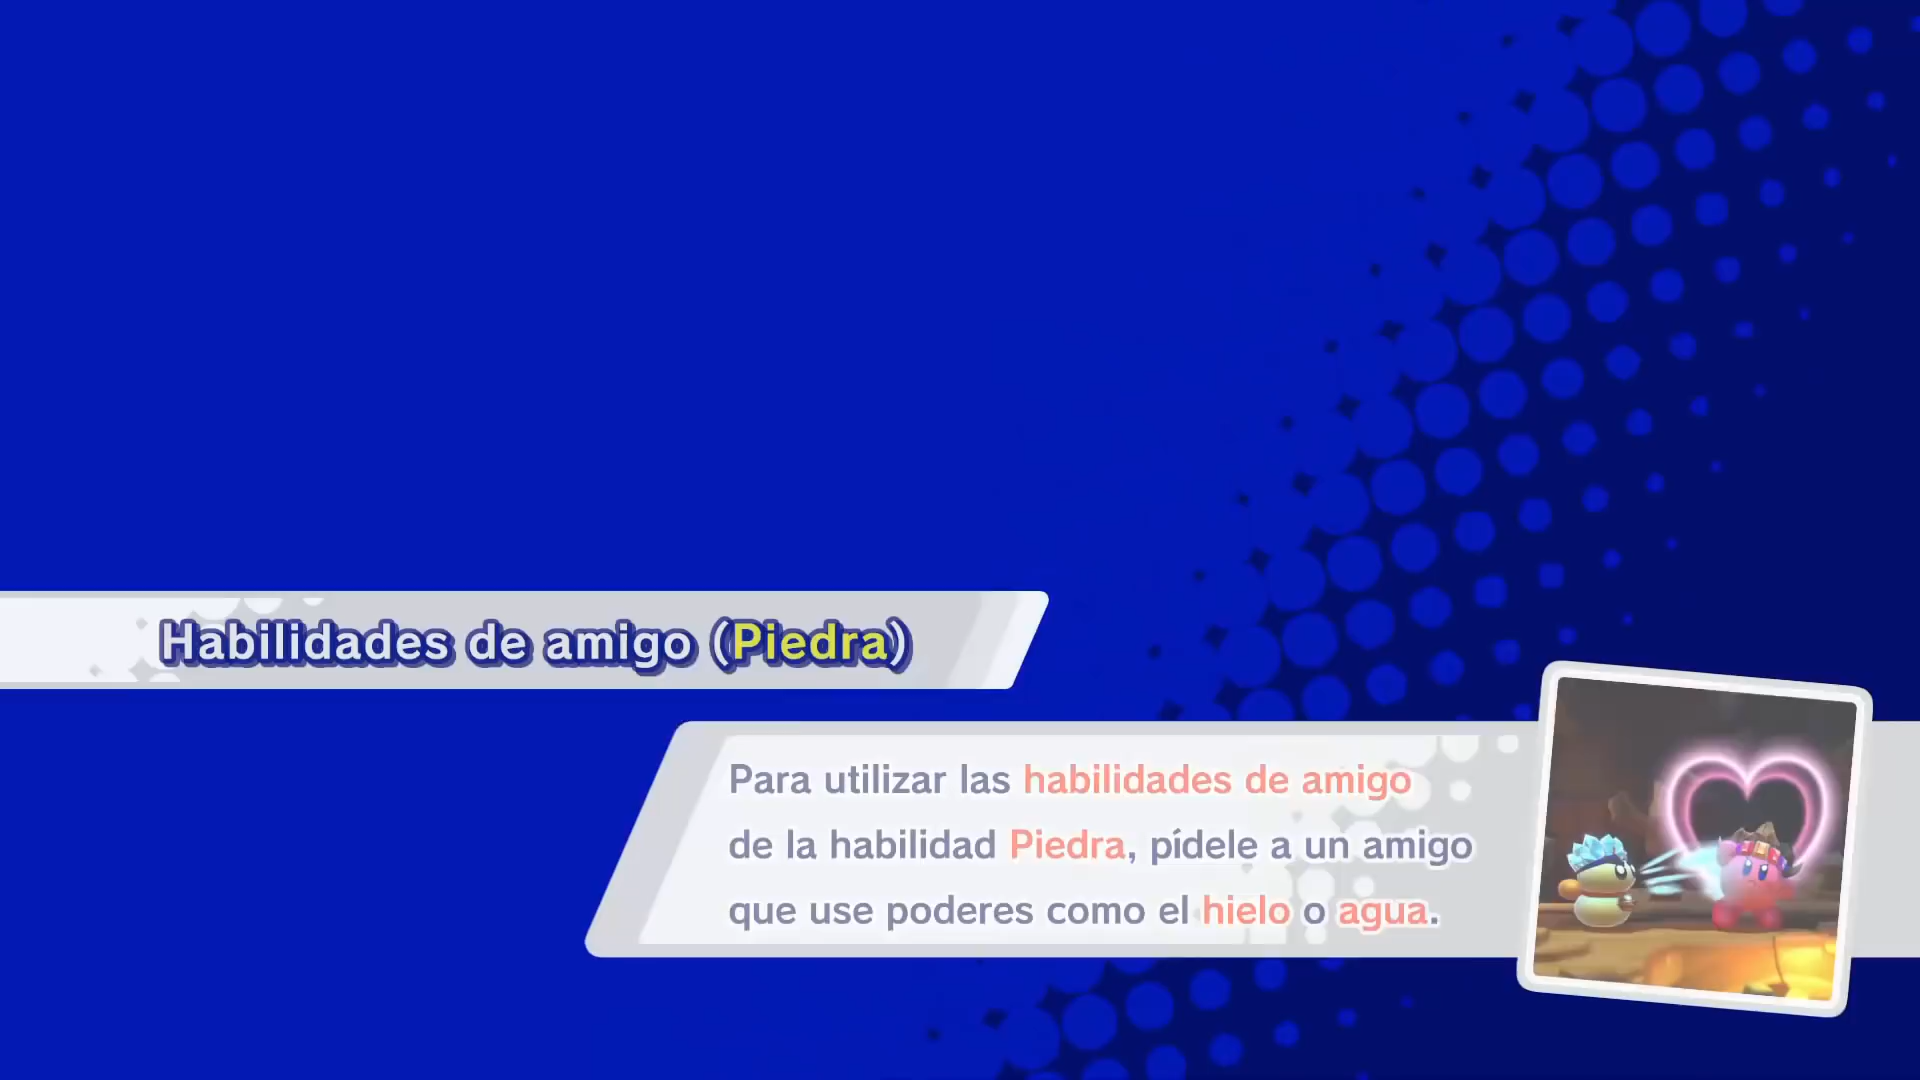 Habilidades de amigo (Piedra)
Para utilizar las habilidades de amigo
de la habilidad Piedra, pídele a un amigo
que use poderes como el hielo o agua.